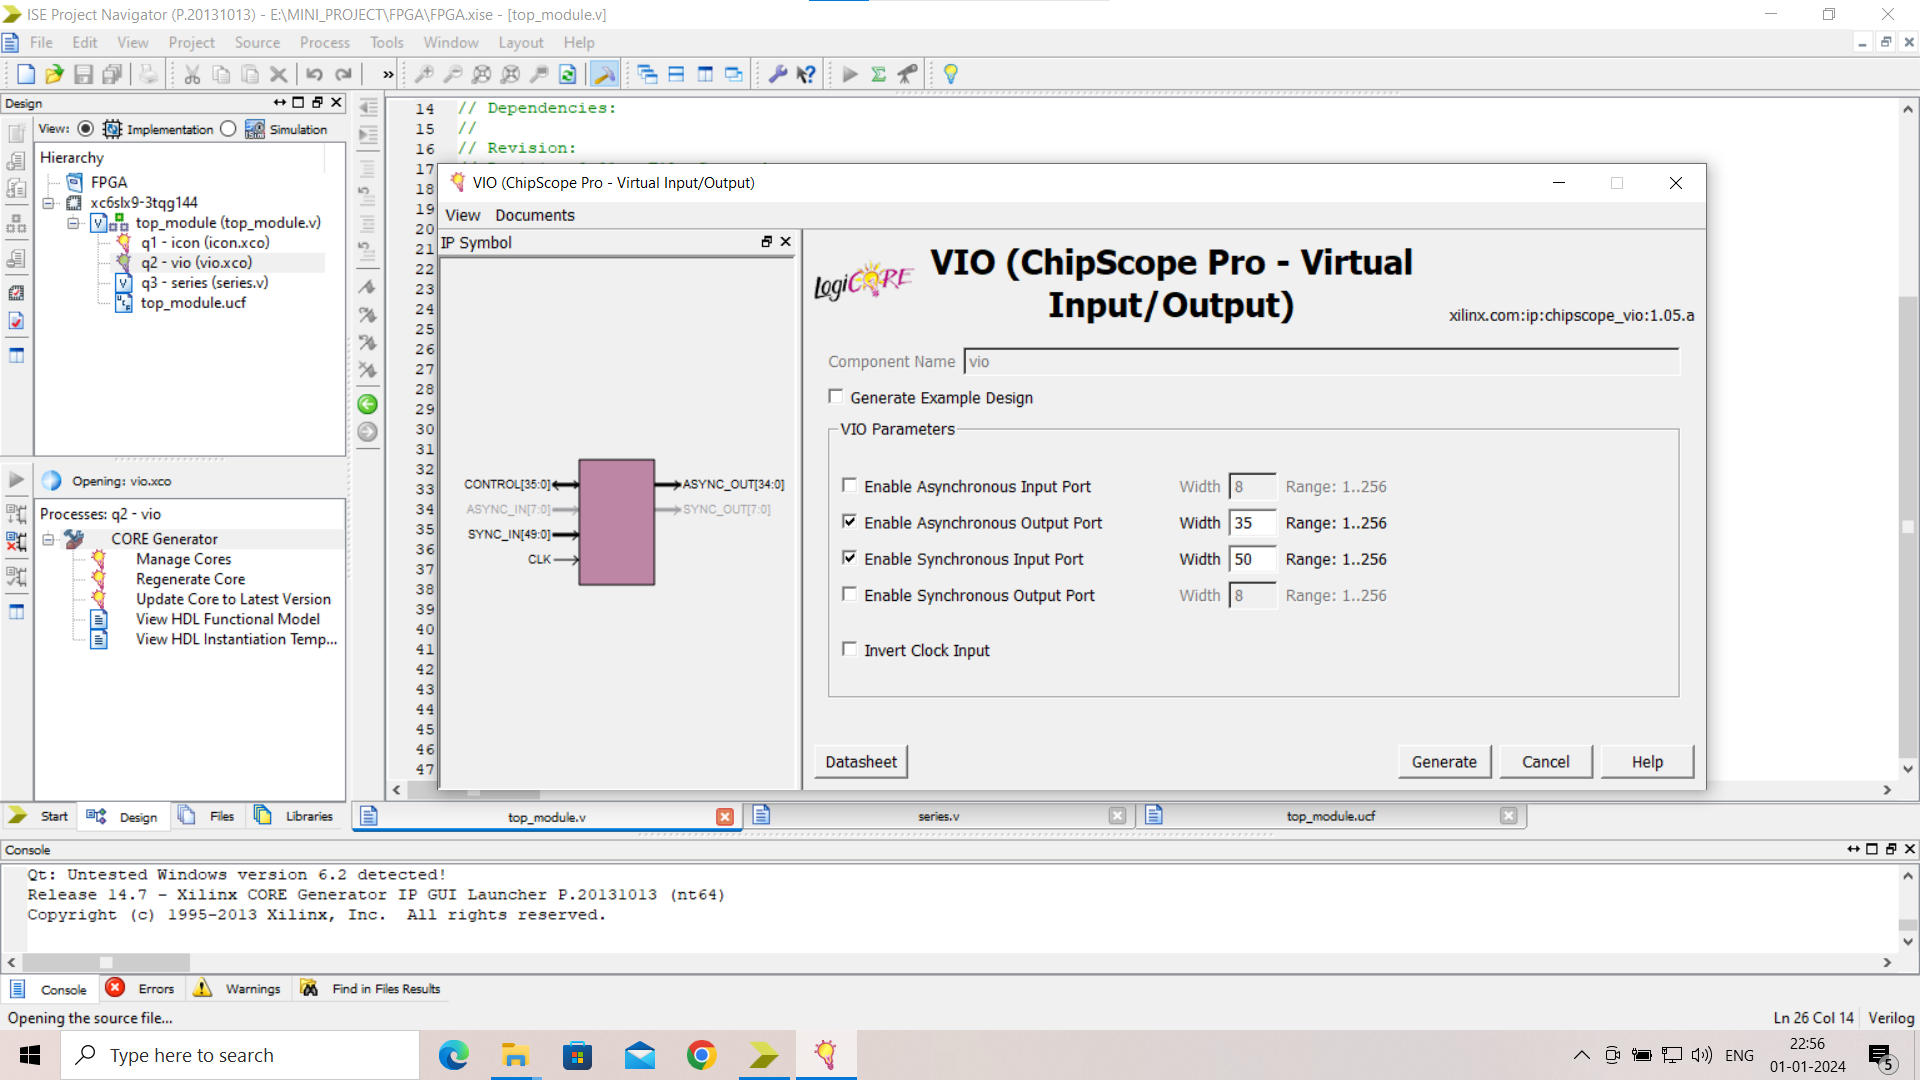 ISE Project Navigator (P.20131013) - E:\MINI_PROJECT\FPGA\FPGA.xise - [top_module.v]
File Edit View Project Source Process Tools Window Layout Help
Design
View: Implementation Simulation
Hierarchy
FPGA
xc6slx9-3tqg144
top_module (top_module.v)
q1 - icon (icon.xco)
q2 - vio (vio.xco)
q3 - series (series.v)
top_module.ucf
Opening: vio.xco
Processes: q2 - vio
CORE Generator
Manage Cores
Regenerate Core
Update Core to Latest Version
View HDL Functional Model
View HDL Instantiation Temp...
Start Design Files Libraries
14 // Dependencies:
15 //
16 // Revision:
17
18
19
20
21
22
23
24
25
26
27
28
29
30
31
32
33
34
35
36
37
38
39
40
41
42
43
44
45
46
47
VIO (ChipScope Pro - Virtual Input/Output)
View Documents
IP Symbol
CONTROL[35:0] ASYNC_OUT[34:0]
ASYNC_IN[7:0] SYNC_OUT[7:0]
SYNC_IN[49:0]
CLK
LogiCORE
VIO (ChipScope Pro - Virtual
Input/Output)
xilinx.com:ip:chipscope_vio:1.05.a
Component Name vio
Generate Example Design
VIO Parameters
Enable Asynchronous Input Port Width 8 Range: 1..256
Enable Asynchronous Output Port Width 35 Range: 1..256
Enable Synchronous Input Port Width 50 Range: 1..256
Enable Synchronous Output Port Width 8 Range: 1..256
Invert Clock Input
Datasheet Generate Cancel Help
top_module.v series.v top_module.ucf
Console
Qt: Untested Windows version 6.2 detected!
Release 14.7 - Xilinx CORE Generator IP GUI Launcher P.20131013 (nt64)
Copyright (c) 1995-2013 Xilinx, Inc.  All rights reserved.
Console Errors Warnings Find in Files Results
Opening the source file...
Ln 26 Col 14 Verilog
Type here to search
ENG
22:56
01-01-2024
5